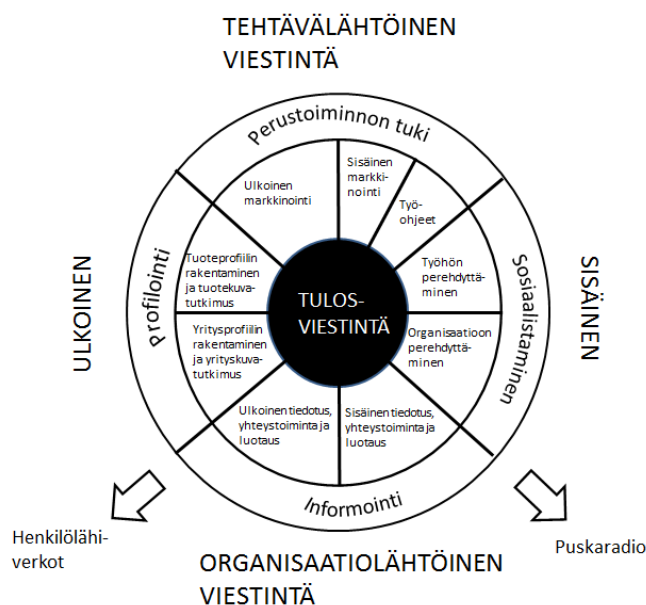 TEHTÄVÄLÄHTÖINEN
VIESTINTÄ
Perustoiminnon tuki
Ulkoinen
markkinointi
Sisäinen
markki-
nointi
Työ-
ohjeet
Työhön
perehdyttä-
minen
Organisaatioon
perehdyttä-
minen
Sosiaalistaminen
SISÄINEN
ULKOINEN
Profilointi
Tuoteprofiilin
rakentaminen
ja tuotekuva-
tutkimus
Yritysprofiilin
rakentaminen
ja yrityskuva-
tutkimus
TULOS-
VIESTINTÄ
Ulkoinen tiedotus,
yhteystoiminta ja
luotaus
Sisäinen tiedotus,
yhteystoiminta ja
luotaus
Informointi
Henkilölähi-
verkot
Puskaradio
ORGANISAATIOLÄHTÖINEN
VIESTINTÄ